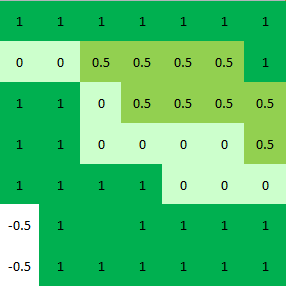 1 1 1 1 1 1 1
0 0 0.5 0.5 0.5 0.5 1
1 1 0 0.5 0.5 0.5 0.5
1 1 0 0 0 0 0.5
1 1 1 1 0 0 0
-0.5 1 1 1 1 1
-0.5 1 1 1 1 1 1